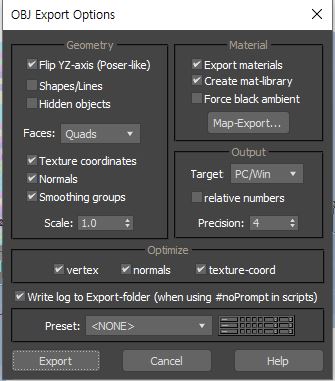 OBJ Export Options
Geometry
Flip YZ-axis (Poser-like)
Shapes/Lines
Hidden objects
Faces: Quads
Texture coordinates
Normals
Smoothing groups
Scale: 1.0
Material
Export materials
Create mat-library
Force black ambient
Map-Export...
Output
Target PC/Win
relative numbers
Precision: 4
Optimize
vertex normals texture-coord
Write log to Export-folder (when using #noPrompt in scripts)
Preset: <NONE>
Export Cancel Help